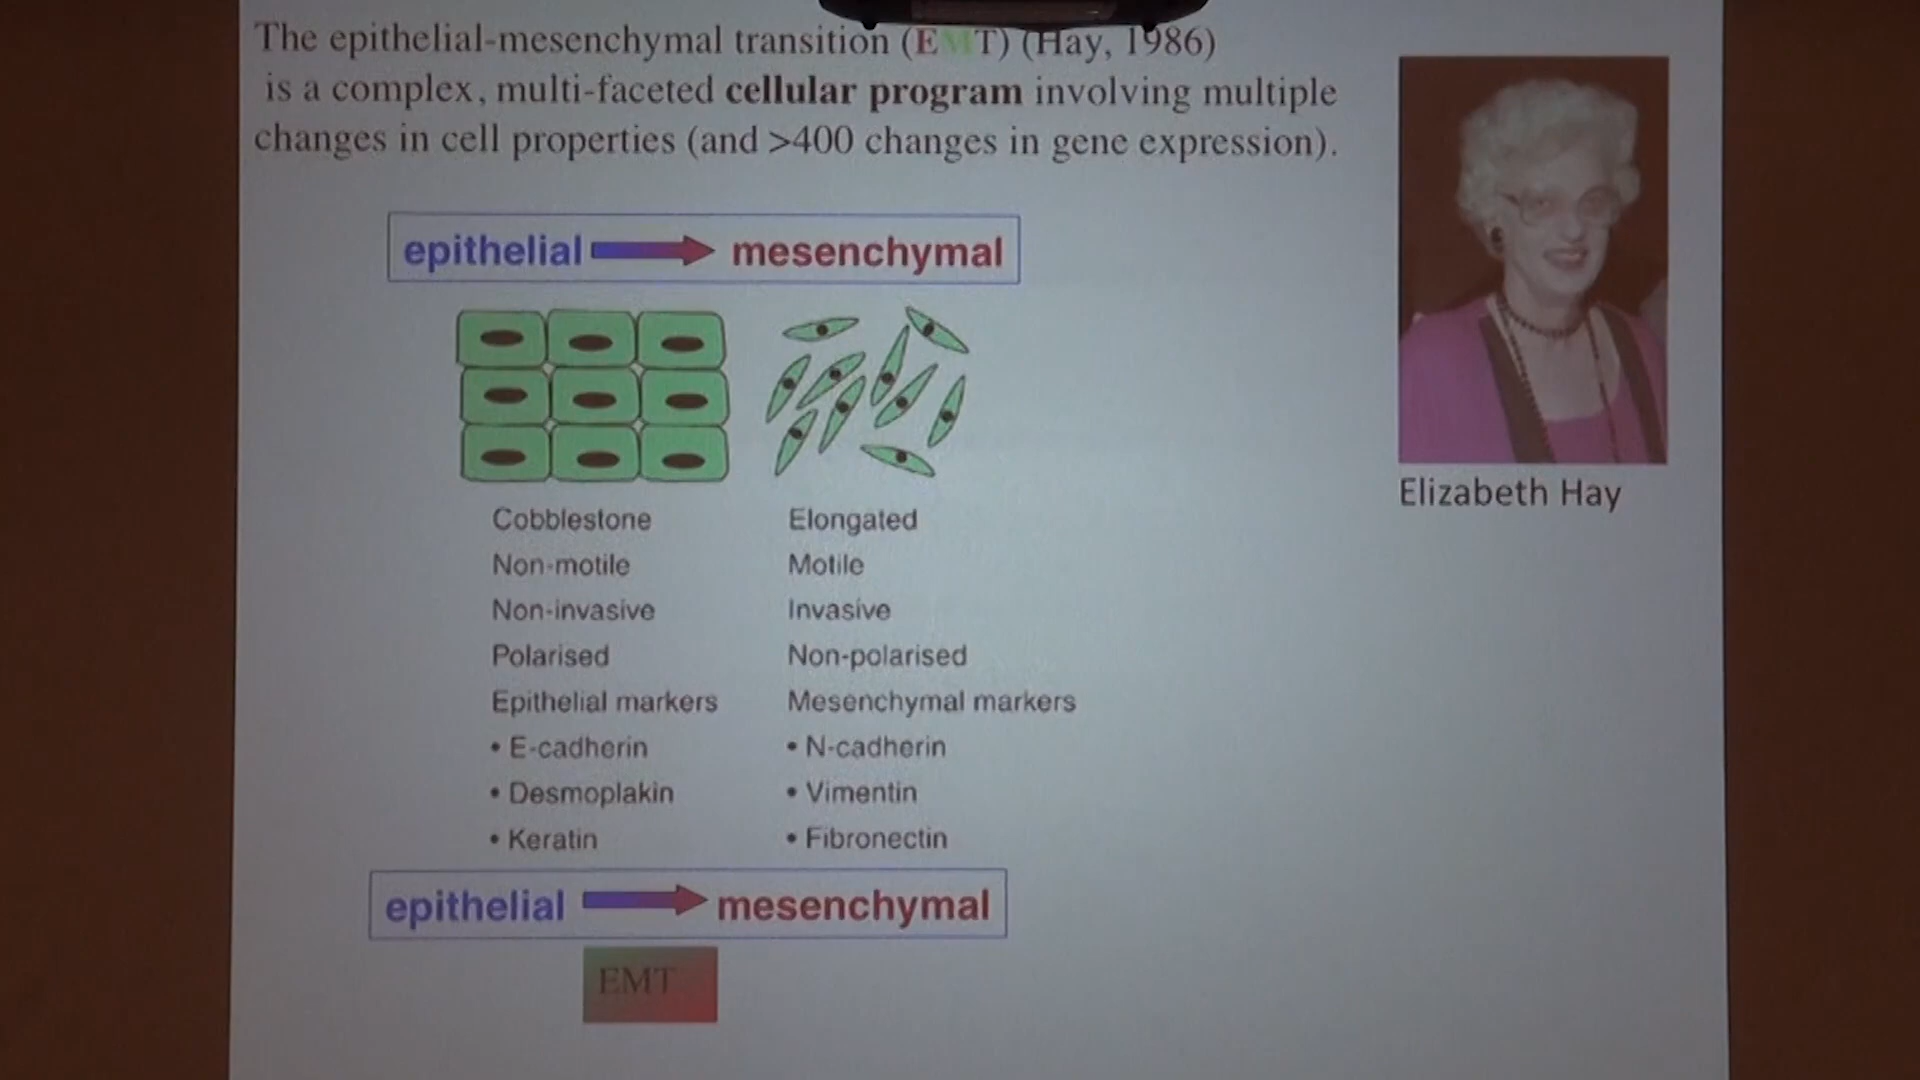 The epithelial-mesenchymal transition (EMT) (Hay, 1986)
is a complex, multi-faceted cellular program involving multiple
changes in cell properties (and >400 changes in gene expression).
epithelial mesenchymal
Cobblestone Elongated
Non-motile Motile
Non-invasive Invasive
Polarised Non-polarised
Epithelial markers Mesenchymal markers
• E-cadherin • N-cadherin
• Desmoplakin • Vimentin
• Keratin • Fibronectin
epithelial mesenchymal
EMT
Elizabeth Hay